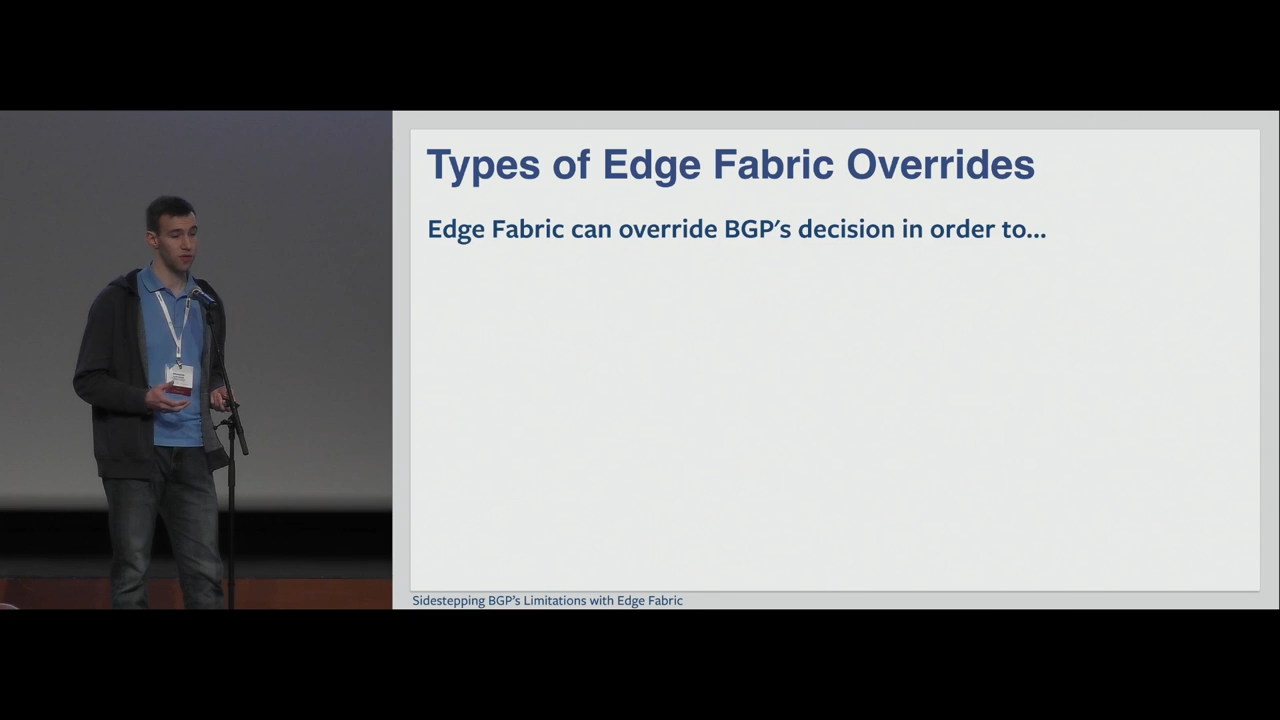 Types of Edge Fabric Overrides
Edge Fabric can override BGP's decision in order to...
Sidestepping BGP's Limitations with Edge Fabric